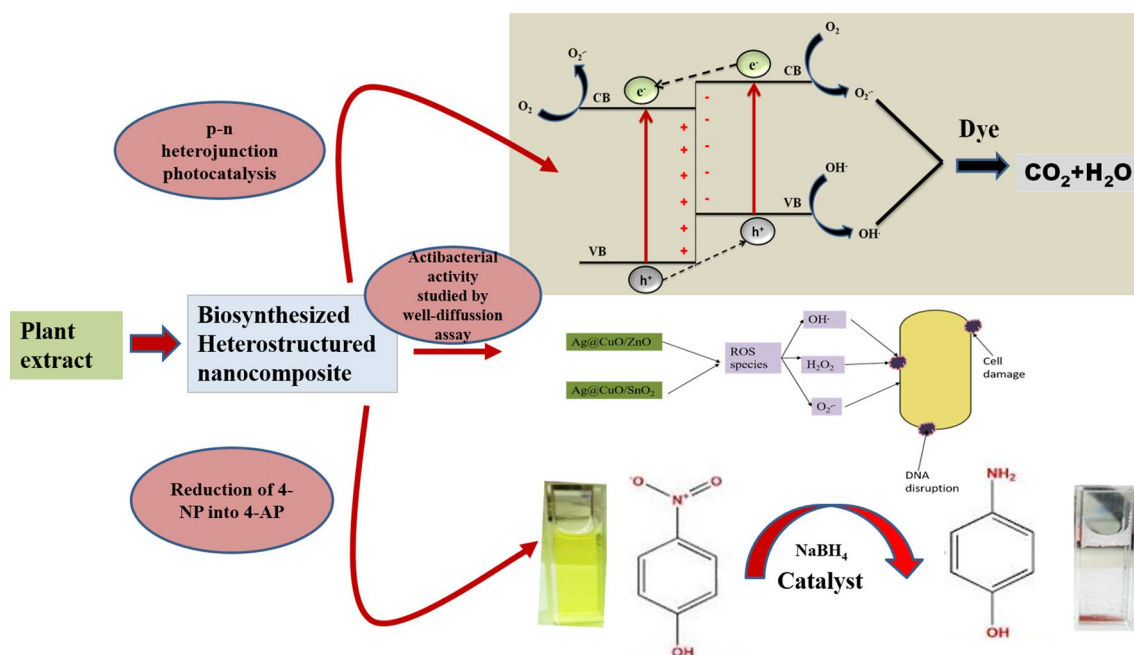 Plant
extract
Biosynthesized
Heterostructured
nanocomposite
p-n
heterojunction
photocatalysis
Actibacterial
activity
studied by
well-diffussion
assay
Reduction of 4-
NP into 4-AP
O₂
O₂·⁻
CB
e⁻
e⁻
CB
O₂
O₂·⁻
+
+
+
+
+
+
-
-
-
-
-
VB
h⁺
h⁺
VB
OH·
OH·
Dye
CO₂+H₂O
Ag@CuO/ZnO
Ag@CuO/SnO₂
ROS
species
OH·
H₂O₂
O₂·⁻
Cell
damage
DNA
disruption
⁻O
N⁺
O
OH
NaBH₄
Catalyst
NH₂
OH